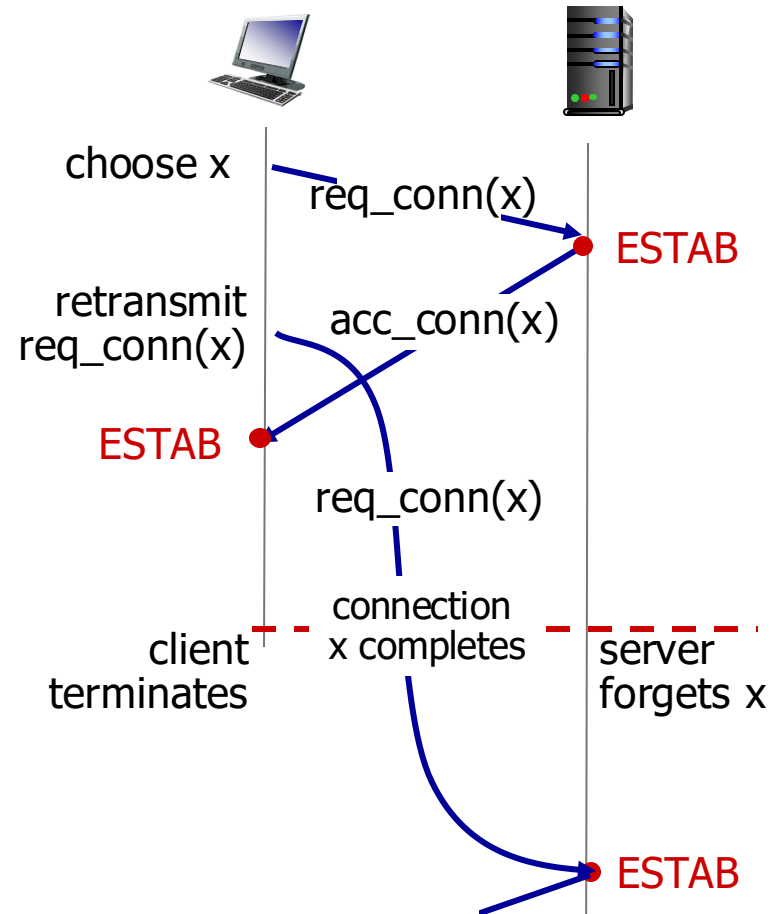 choose x
req_conn(x)
ESTAB
retransmit
req_conn(x)
acc_conn(x)
ESTAB
req_conn(x)
connection
x completes
client
terminates
server
forgets x
ESTAB